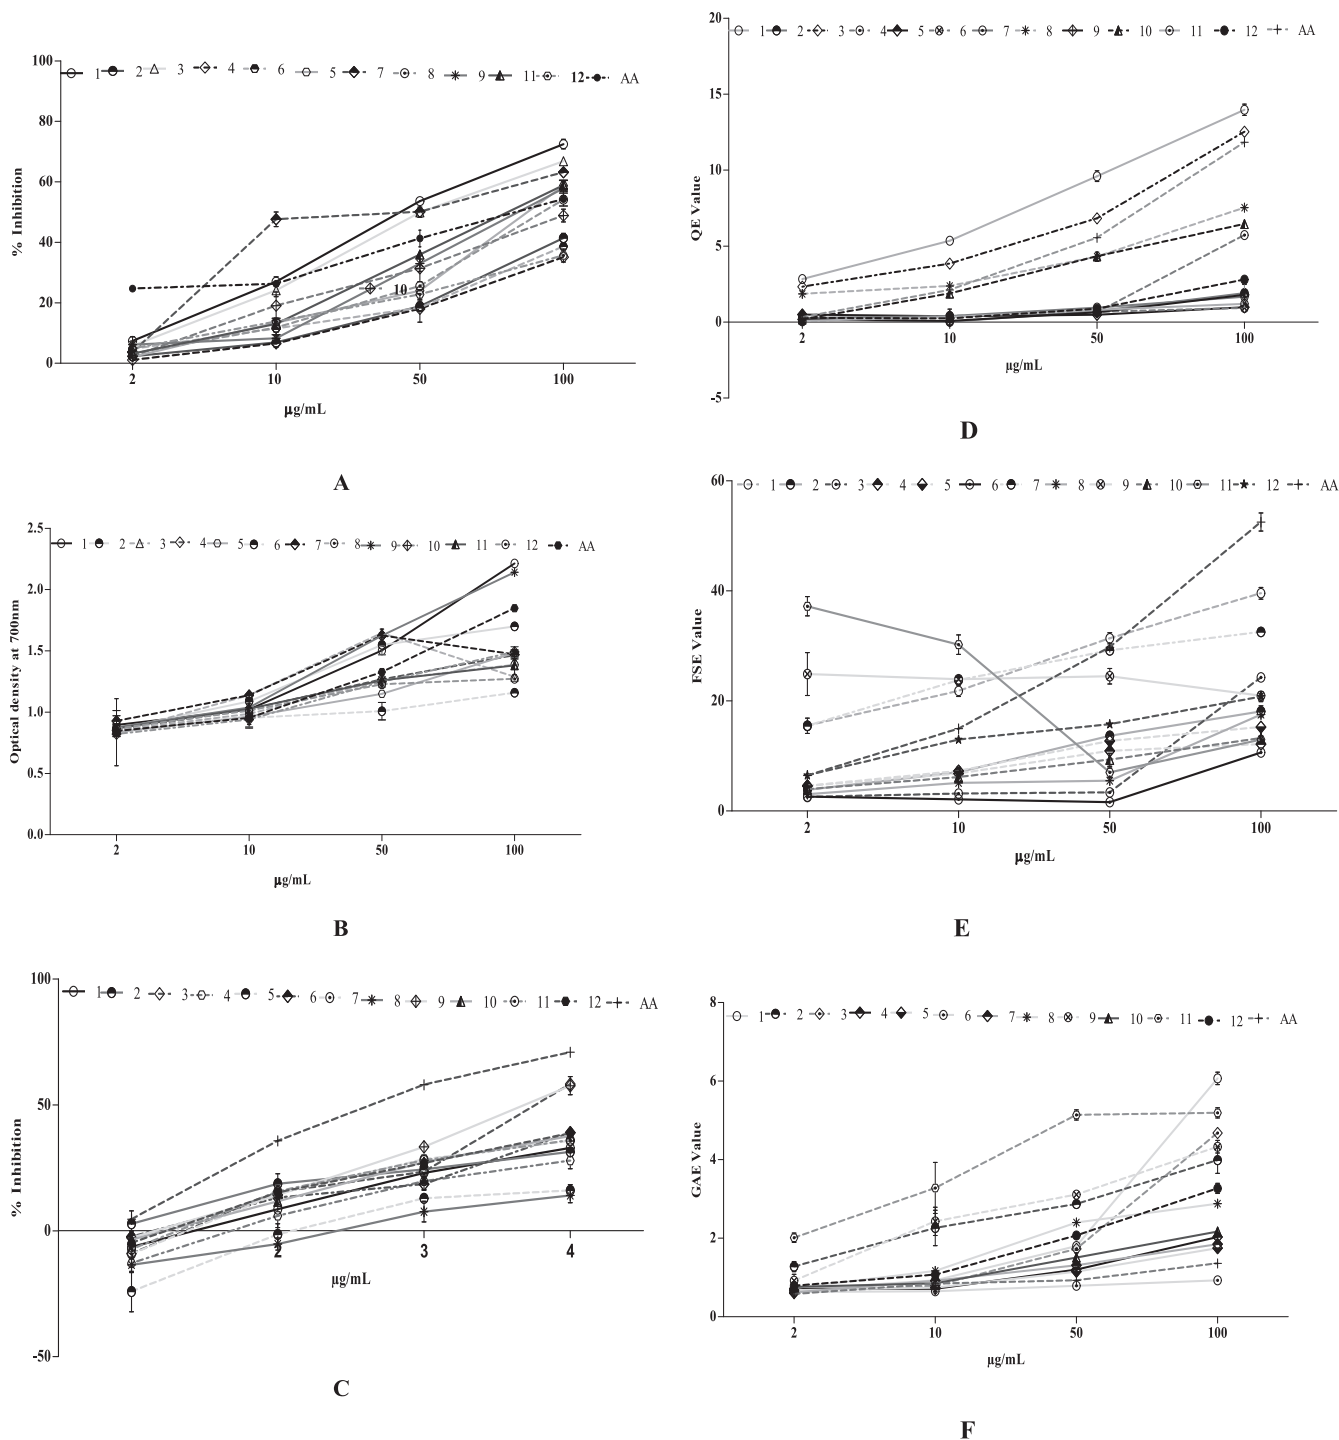 1 2 3 4 6 5 7 8 9 11 12 AA
100
80
60
40
20
0
% Inhibition
10
2 10 50 100
µg/mL
A
1 2 3 4 5 6 7 8 9 10 11 12 AA
2.5
2.0
1.5
1.0
0.5
0.0
Optical density at 700nm
2 10 50 100
µg/mL
B
1 2 3 4 5 6 7 8 9 10 11 12 AA
100
50
0
-50
% Inhibition
2 3 4
µg/mL
C
1 2 3 4 5 6 7 8 9 10 11 12 AA
20
15
10
5
0
-5
QE Value
2 10 50 100
µg/mL
D
1 2 3 4 5 6 7 8 9 10 11 12 AA
60
40
20
0
FSE Value
2 10 50 100
µg/mL
E
1 2 3 4 5 6 7 8 9 10 11 12 AA
8
6
4
2
0
GAE Value
2 10 50 100
µg/mL
F